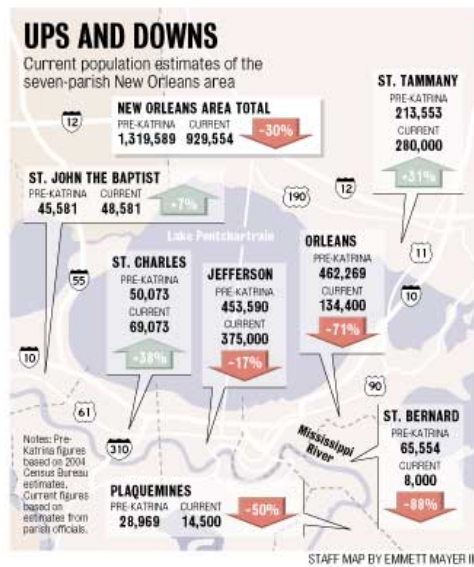 UPS AND DOWNS
Current population estimates of the
seven-parish New Orleans area
NEW ORLEANS AREA TOTAL
PRE-KATRINA CURRENT
1,319,589 929,554
-30%
ST. TAMMANY
PRE-KATRINA
213,553
CURRENT
280,000
+31%
12
ST. JOHN THE BAPTIST
PRE-KATRINA CURRENT
45,581 48,581
+7%
190
12
Lake Pontchartrain
11
10
55
ST. CHARLES
PRE-KATRINA
50,073
CURRENT
69,073
+38%
JEFFERSON
PRE-KATRINA
453,590
CURRENT
375,000
-17%
ORLEANS
PRE-KATRINA
462,269
CURRENT
134,400
-71%
10
61
310
90
Mississippi
River
ST. BERNARD
PRE-KATRINA
65,554
CURRENT
8,000
-88%
Notes: Pre-
Katrina figures
based on 2004
Census Bureau
estimates.
Current figures
based on
estimates from
parish officials.
PLAQUEMINES
PRE-KATRINA CURRENT
28,969 14,500
-50%
STAFF MAP BY EMMETT MAYER II